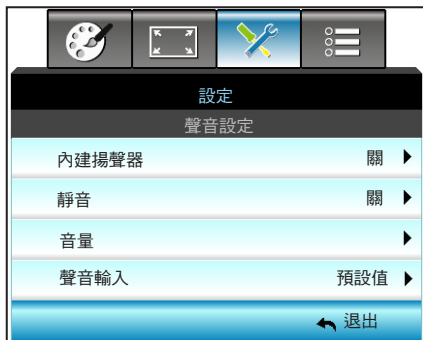 設定
聲音設定
內建揚聲器 關
靜音 關
音量
聲音輸入 預設值
退出